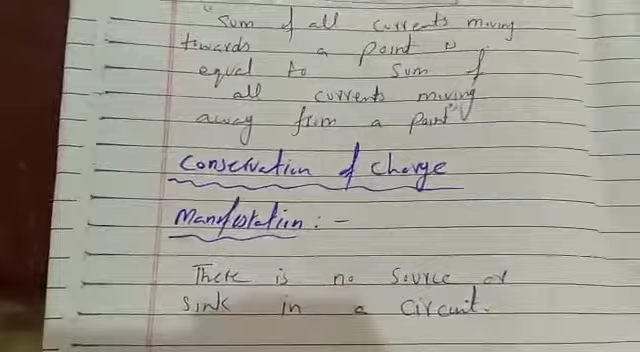 "Sum of all currents moving
towards a point is
equal to sum of
all currents moving
away from a point"
Conservation of charge
Manifestation :-
There is no source or
sink in a circuit.